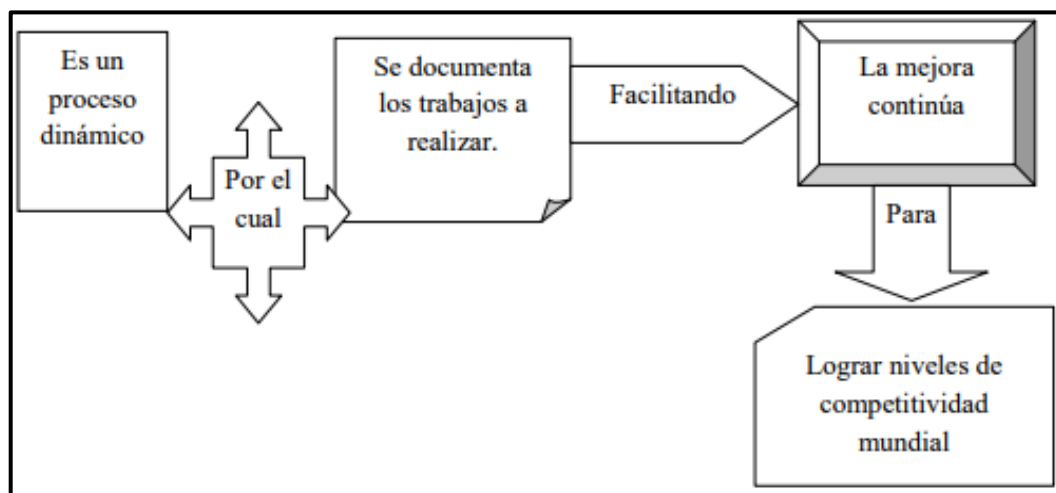 Es un
proceso
dinámico
Por el
cual
Se documenta
los trabajos a
realizar.
Facilitando
La mejora
continúa
Para
Lograr niveles de
competitividad
mundial